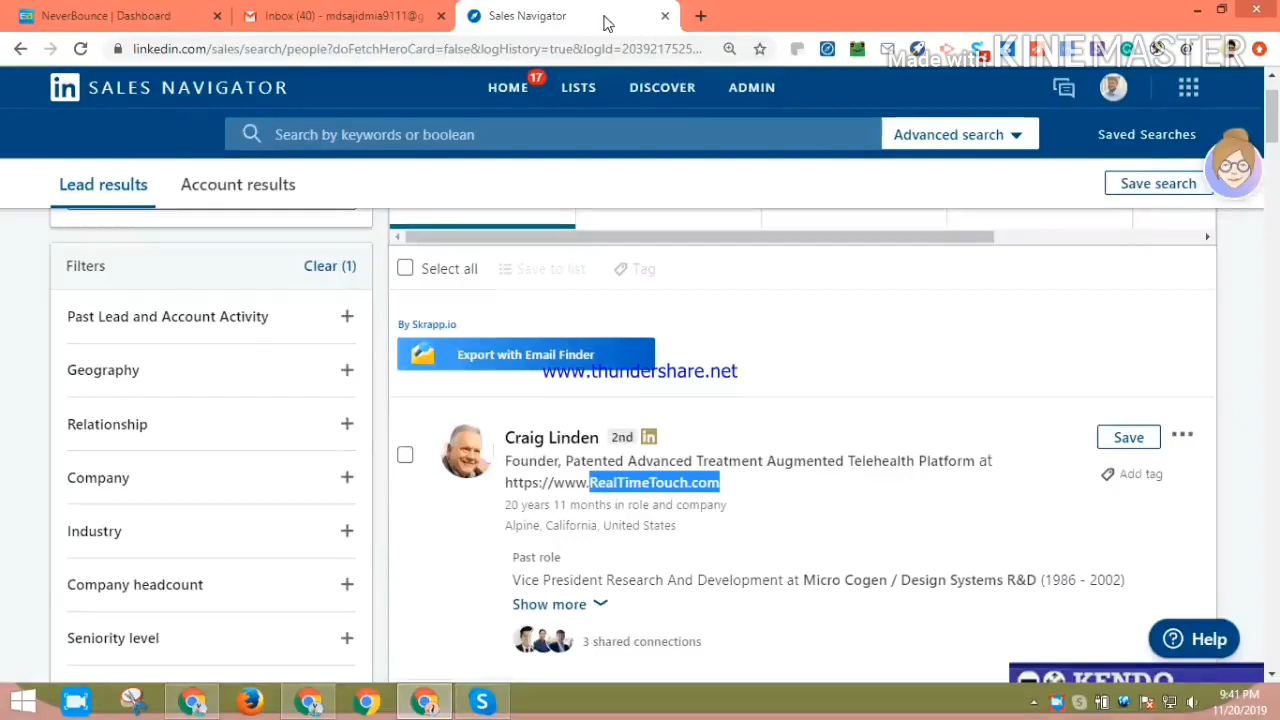 NeverBounce | Dashboard
Inbox (40) - mdsajidmia9111@g
Sales Navigator
linkedin.com/sales/search/people?doFetchHeroCard=false&logHistory=true&logId=2039217525...
Made with KINEMASTER
in SALES NAVIGATOR
HOME
17
LISTS
DISCOVER
ADMIN
Search by keywords or boolean
Advanced search
Saved Searches
Lead results
Account results
Save search
Filters
Clear (1)
Past Lead and Account Activity
Geography
Relationship
Company
Industry
Company headcount
Seniority level
Select all
Save to list
Tag
By Skrapp.io
Export with Email Finder
www.thundershare.net
Craig Linden 2nd in
Save
Founder, Patented Advanced Treatment Augmented Telehealth Platform at
https://www.RealTimeTouch.com
Add tag
20 years 11 months in role and company
Alpine, California, United States
Past role
Vice President Research And Development at Micro Cogen / Design Systems R&D (1986 - 2002)
Show more
3 shared connections
Help
KENDO
9:41 PM
11/20/2019